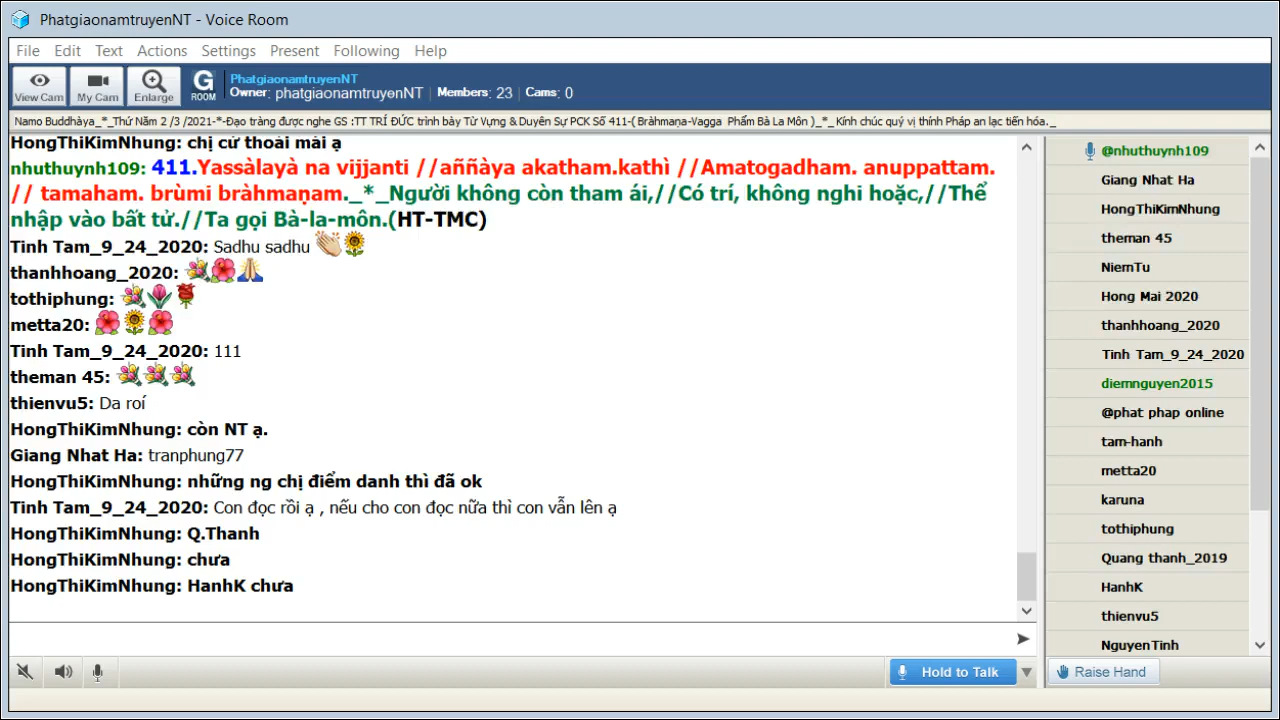 PhatgiaonamtruyenNT - Voice Room
File Edit Text Actions Settings Present Following Help
View Cam My Cam Enlarge G ROOM
PhatgiaonamtruyenNT
Owner: phatgiaonamtruyenNT Members: 23 Cams: 0
Namo Buddhàya_*_Thứ Năm 2 /3 /2021-*-Đạo tràng được nghe GS :TT TRÍ ĐỨC trình bày Từ Vựng & Duyên Sự PCK Số 411-( Bràhmaṇa-Vagga Phẩm Bà La Môn )_*_ Kính chúc quý vị thính Pháp an lạc tiến hóa._
HongThiKimNhung: chị cứ thoải mái ạ
nhuthuynh109: 411.Yassàlayà na vijjanti //aññàya akatham.kathì //Amatogadham. anuppattam.
// tamaham. brùmi bràhmaṇam._*_Người không còn tham ái,//Có trí, không nghi hoặc,//Thể
nhập vào bất tử.//Ta gọi Bà-la-môn.(HT-TMC)
Tinh Tam_9_24_2020: Sadhu sadhu
thanhhoang_2020:
tothiphung:
metta20:
Tinh Tam_9_24_2020: 111
theman 45:
thienvu5: Da roí
HongThiKimNhung: còn NT ạ.
Giang Nhat Ha: tranphung77
HongThiKimNhung: những ng chị điểm danh thì đã ok
Tinh Tam_9_24_2020: Con đọc rồi ạ , nếu cho con đọc nữa thì con vẫn lên ạ
HongThiKimNhung: Q.Thanh
HongThiKimNhung: chưa
HongThiKimNhung: HanhK chưa
@nhuthuynh109
Giang Nhat Ha
HongThiKimNhung
theman 45
NiemTu
Hong Mai 2020
thanhhoang_2020
Tinh Tam_9_24_2020
diemnguyen2015
@phat phap online
tam-hanh
metta20
karuna
tothiphung
Quang thanh_2019
HanhK
thienvu5
NguyenTinh
Hold to Talk
Raise Hand